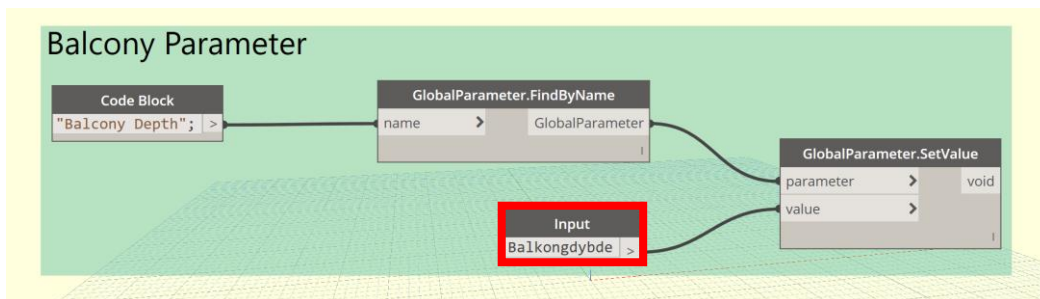 Balcony Parameter
Code Block
"Balcony Depth"; >
GlobalParameter.FindByName
name > GlobalParameter
l
GlobalParameter.SetValue
parameter > void
value >
l
Input
Balkongdybde >